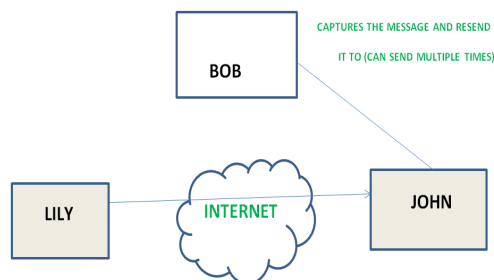 CAPTURES THE MESSAGE AND RESEND
IT TO (CAN SEND MULTIPLE TIMES)
BOB
LILY
INTERNET
JOHN